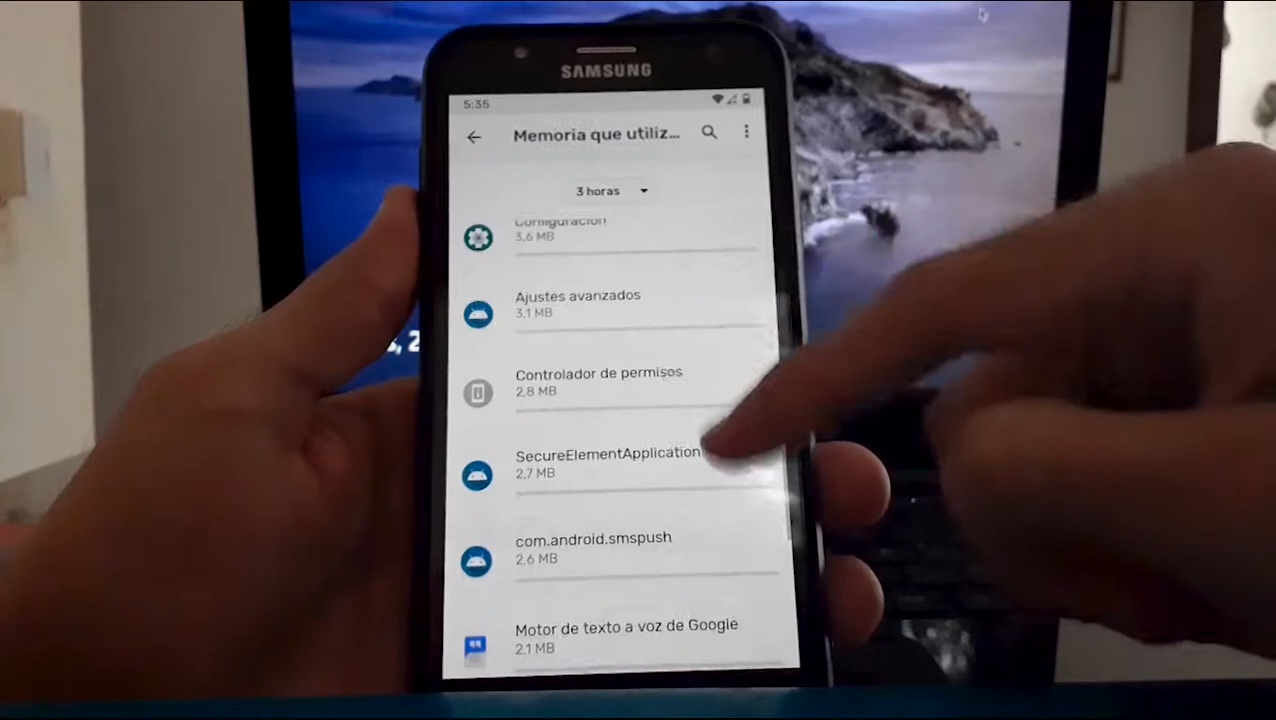 SAMSUNG
5:35
Memoria que utiliz...
3 horas
Configuración
3,6 MB
Ajustes avanzados
3,1 MB
Controlador de permisos
2,8 MB
SecureElementApplication
2,7 MB
com.android.smspush
2,6 MB
Motor de texto a voz de Google
2,1 MB
s, 2